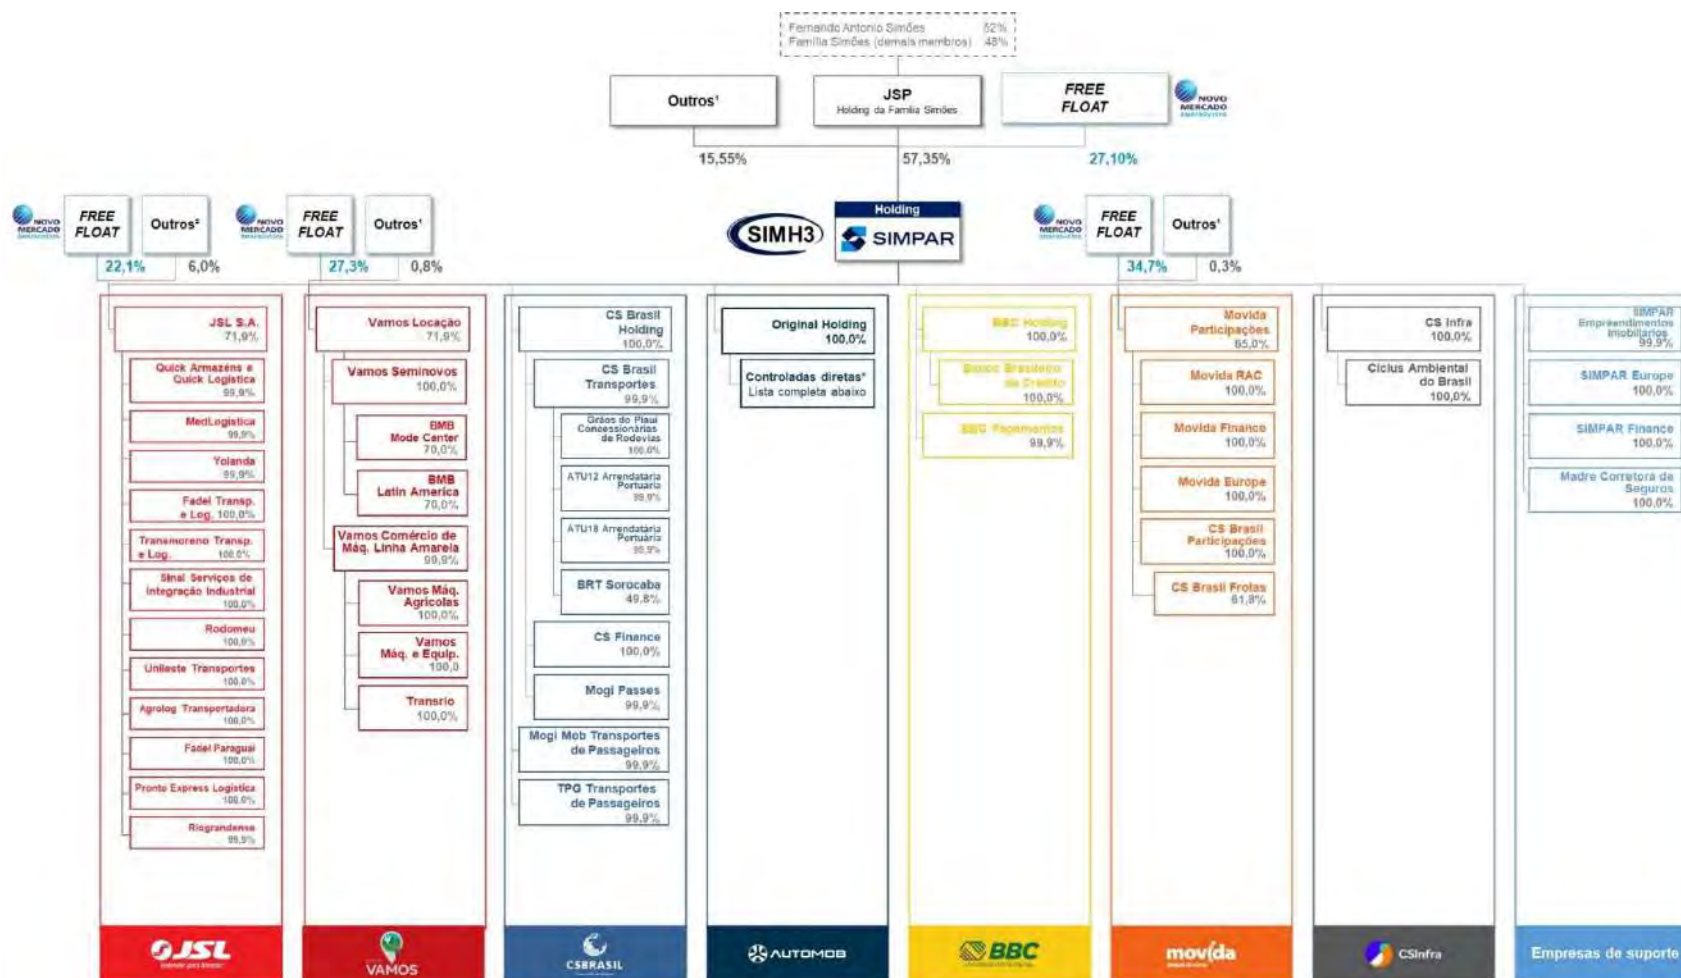 Fernando Antonio Simões 52%
Família Simões (demais membros) 48%
Outros¹
JSP
Holding da Família Simões
FREE
FLOAT
NOVO
MERCADO
15,55%
57,35%
27,10%
NOVO
MERCADO
FREE
FLOAT
Outros²
22,1%
6,0%
NOVO
MERCADO
FREE
FLOAT
Outros¹
27,3%
0,8%
SIMH3
Holding
SIMPAR
NOVO
MERCADO
FREE
FLOAT
Outros¹
34,7%
0,3%
JSL S.A.
71,9%
Quick Armazéns e
Quick Logística
99,9%
MedLogística
99,9%
Yolanda
99,9%
Fadel Transp.
e Log. 100,0%
Transmoreno Transp.
e Log. 100,0%
Sinal Serviços de
Integração Industrial
100,0%
Rodomeu
100,0%
Unileste Transportes
100,0%
Agrolog Transportadora
100,0%
Fadel Paraguai
100,0%
Pronto Express Logística
100,0%
Riograndense
99,9%
JSL
Vamos Locação
71,9%
Vamos Seminovos
100,0%
BMB
Mode Center
70,0%
BMB
Latin America
70,0%
Vamos Comércio de
Máq. Linha Amarela
99,9%
Vamos Máq.
Agrícolas
100,0%
Vamos
Máq. e Equip.
100,0
Transrio
100,0%
VAMOS
CS Brasil
Holding
100,0%
CS Brasil
Transportes
99,9%
Grãos do Piauí
Concessionárias
de Rodovias
100,0%
ATU12 Arrendatária
Portuária
99,9%
ATU18 Arrendatária
Portuária
99,9%
BRT Sorocaba
49,8%
CS Finance
100,0%
Mogi Passes
99,9%
Mogi Mob Transportes
de Passageiros
99,9%
TPG Transportes
de Passageiros
99,9%
CSBRASIL
Original Holding
100,0%
Controladas diretas*
Lista completa abaixo
AUTOMOB
BBC Holding
100,0%
Banco Brasileiro
de Crédito
100,0%
BBC Pagamentos
99,9%
BBC
Movida
Participações
65,0%
Movida RAC
100,0%
Movida Finance
100,0%
Movida Europe
100,0%
CS Brasil
Participações
100,0%
CS Brasil Frotas
61,8%
movida
CS Infra
100,0%
Ciclus Ambiental
do Brasil
100,0%
CSInfra
SIMPAR
Empreendimentos
Imobiliários
99,9%
SIMPAR Europe
100,0%
SIMPAR Finance
100,0%
Madre Corretora de
Seguros
100,0%
Empresas de suporte